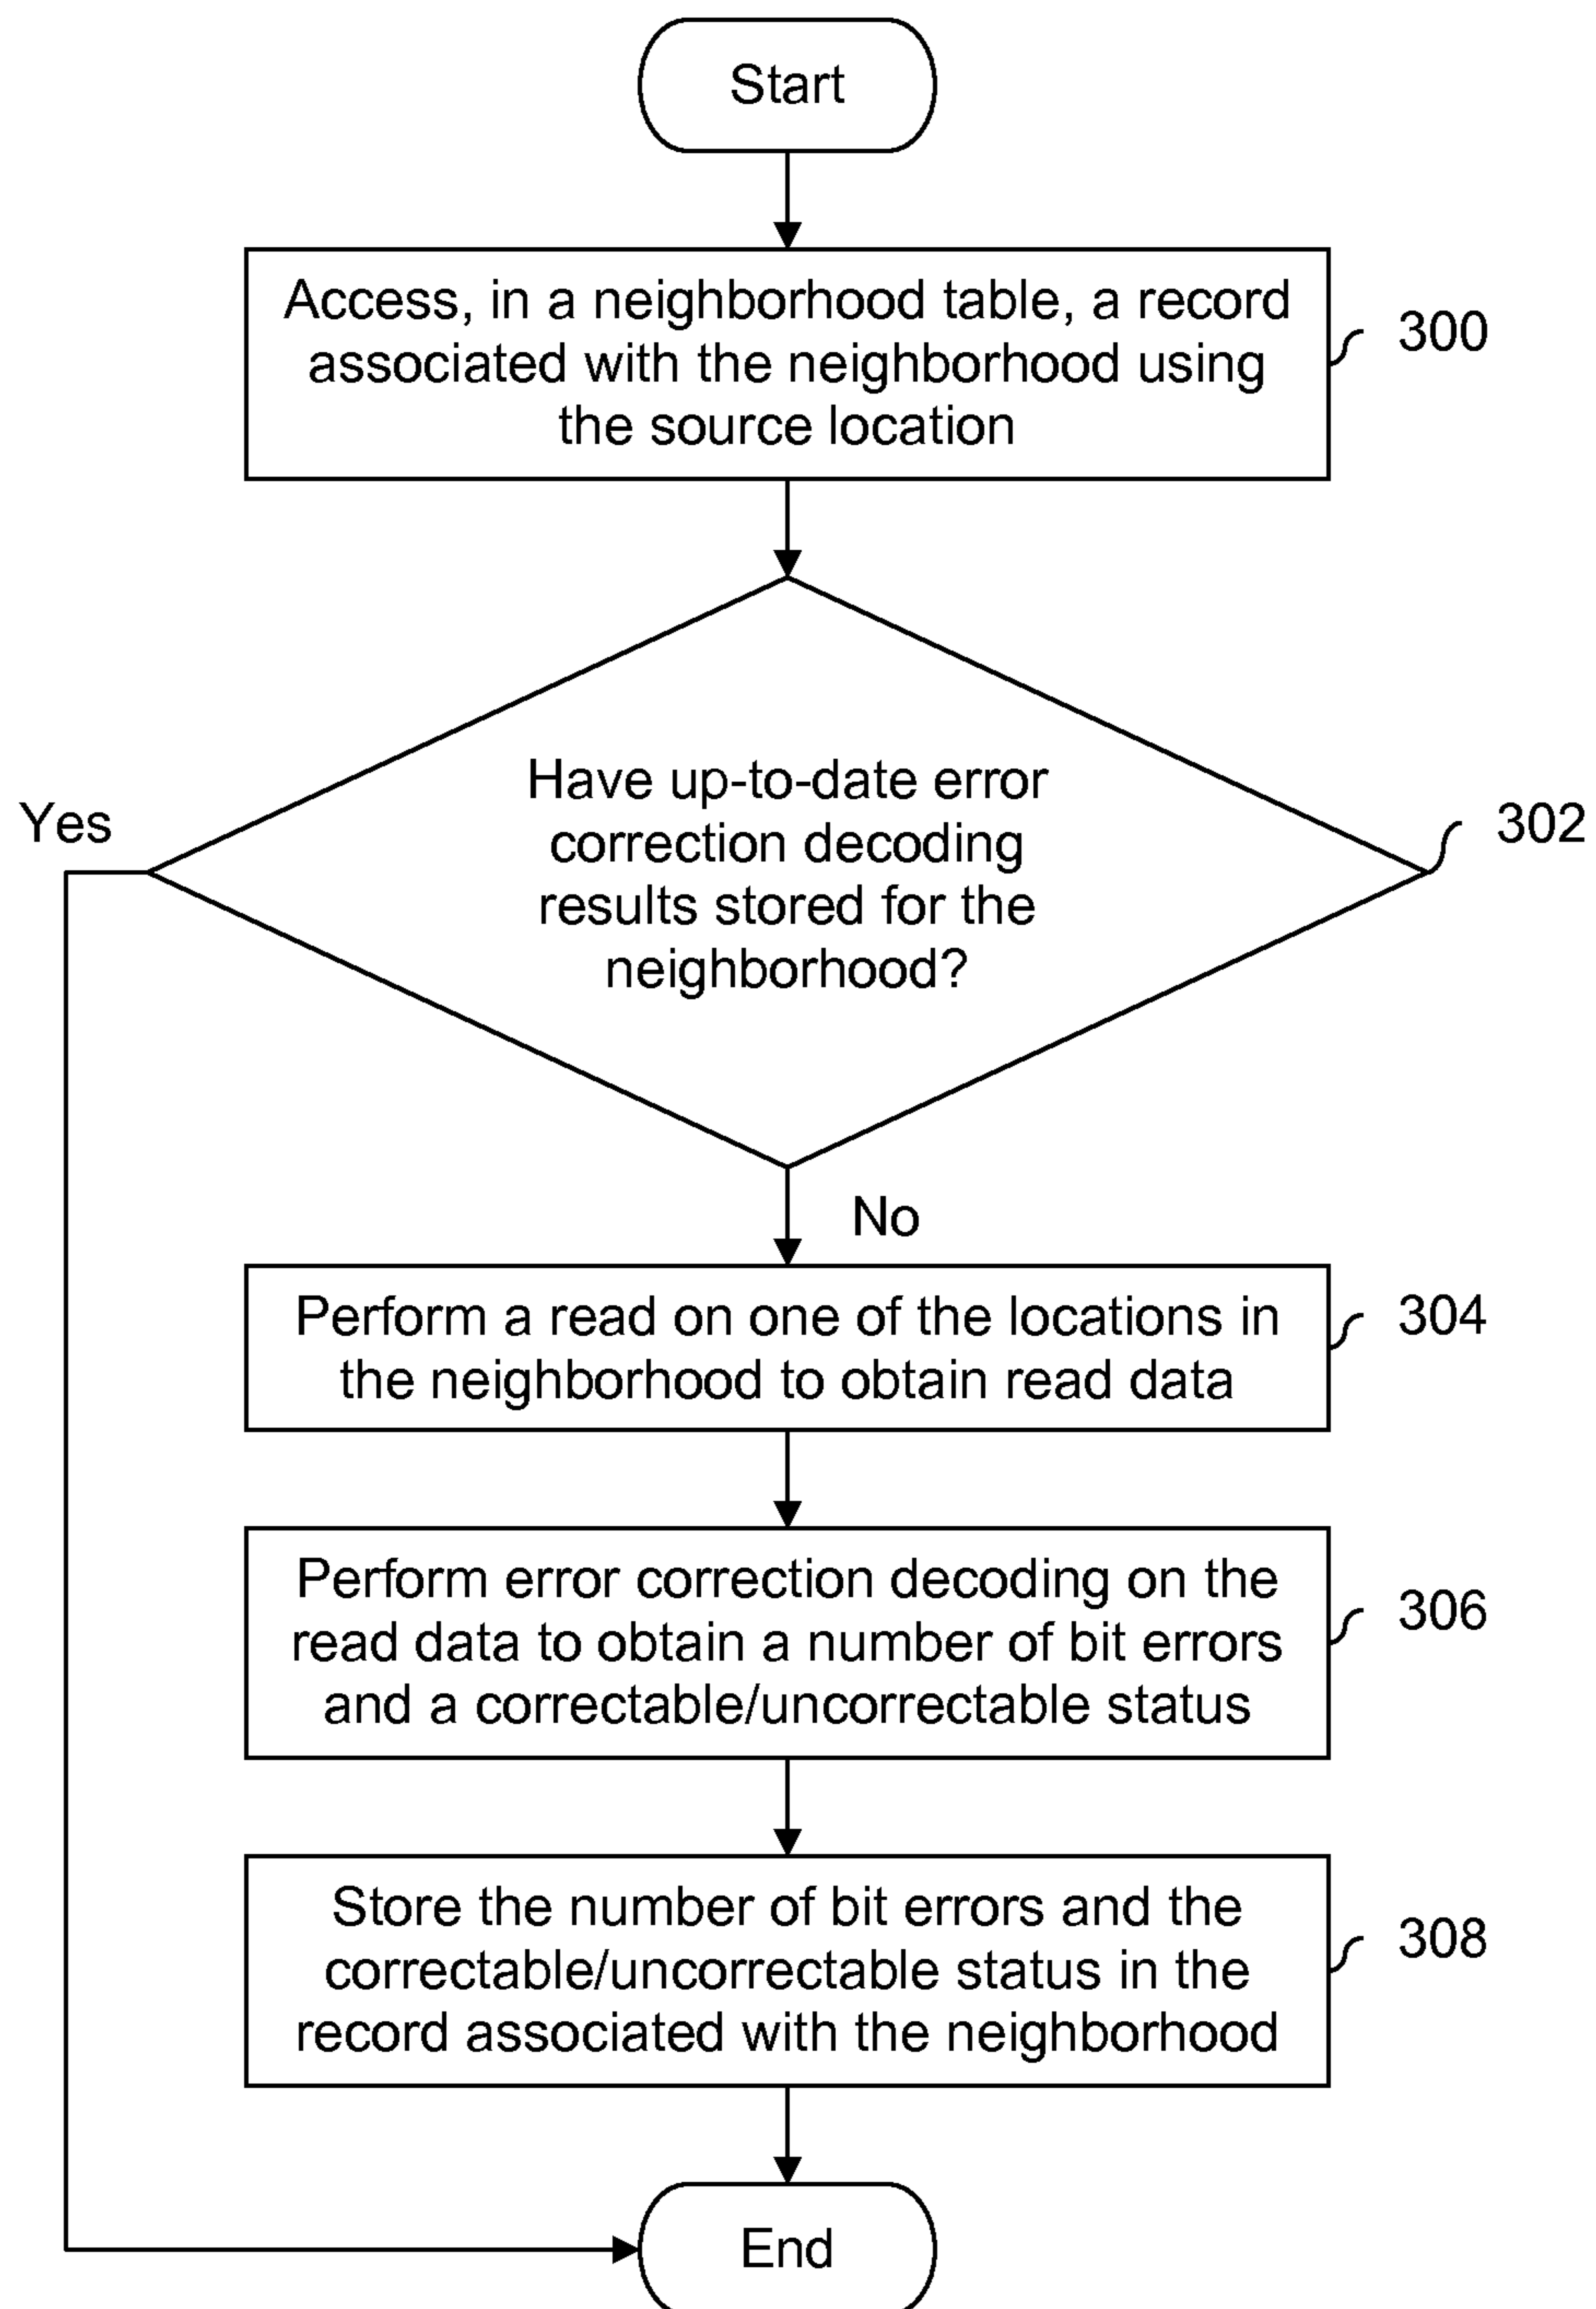 Start
Access, in a neighborhood table, a record
associated with the neighborhood using
the source location
300
Have up-to-date error
correction decoding
results stored for the
neighborhood?
Yes
302
No
Perform a read on one of the locations in
the neighborhood to obtain read data
304
Perform error correction decoding on the
read data to obtain a number of bit errors
and a correctable/uncorrectable status
306
Store the number of bit errors and the
correctable/uncorrectable status in the
record associated with the neighborhood
308
End